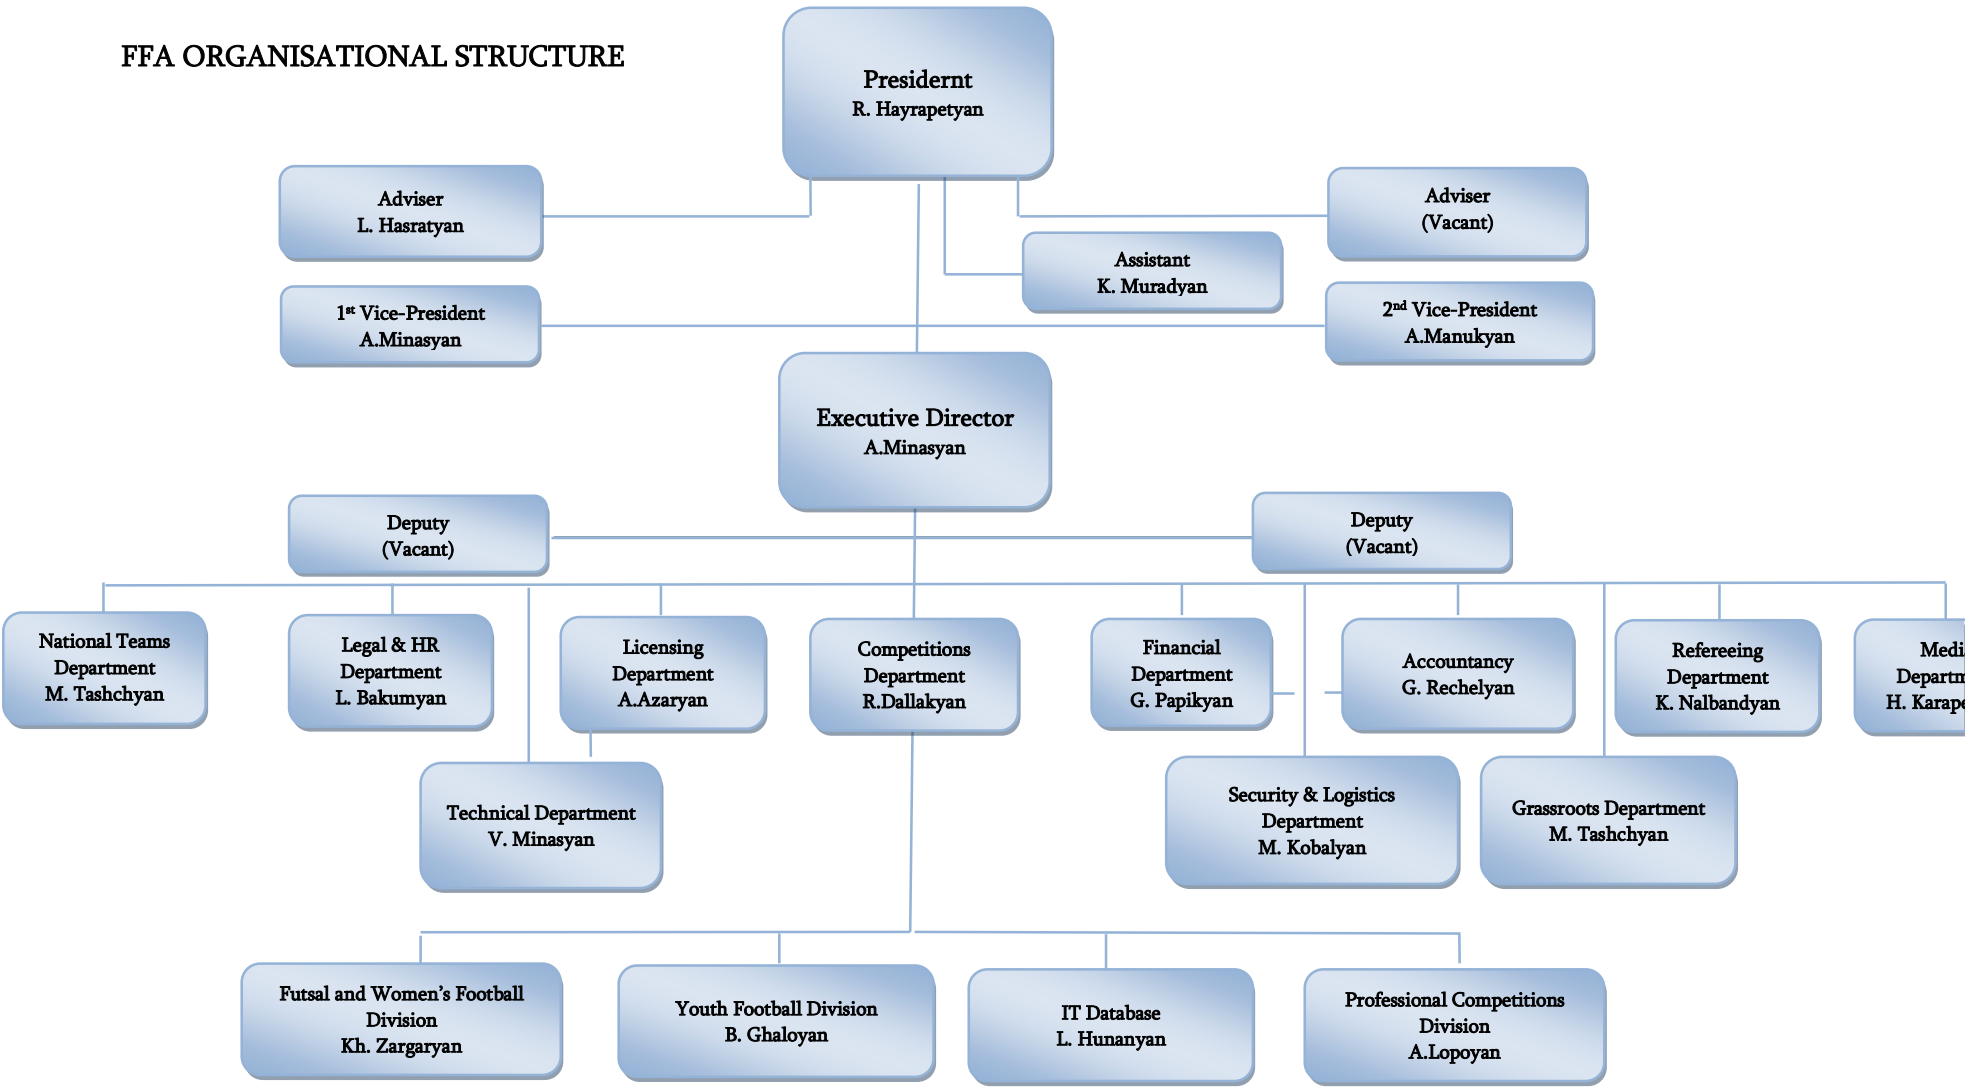 FFA ORGANISATIONAL STRUCTURE
Presidernt
R. Hayrapetyan
Adviser
L. Hasratyan
Adviser
(Vacant)
Assistant
K. Muradyan
1st Vice-President
A.Minasyan
2nd Vice-President
A.Manukyan
Executive Director
A.Minasyan
Deputy
(Vacant)
Deputy
(Vacant)
National Teams
Department
M. Tashchyan
Legal & HR
Department
L. Bakumyan
Licensing
Department
A.Azaryan
Competitions
Department
R.Dallakyan
Financial
Department
G. Papikyan
Accountancy
G. Rechelyan
Refereeing
Department
K. Nalbandyan
H.
Technical Department
V. Minasyan
Security & Logistics
Department
M. Kobalyan
Grassroots Department
M. Tashchyan
Futsal and Women’s Football
Division
Kh. Zargaryan
Youth Football Division
B. Ghaloyan
IT Database
L. Hunanyan
Professional Competitions
Division
A.Lopoyan